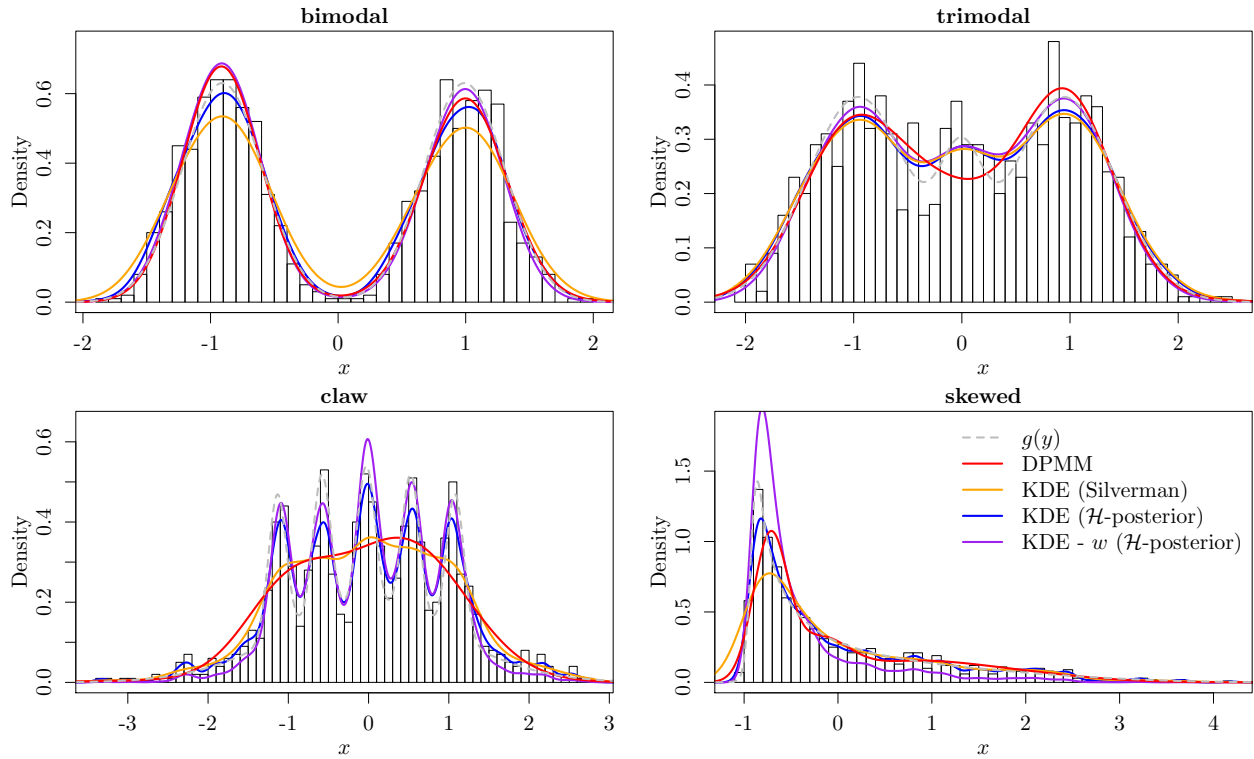 bimodal
Density
0.0 0.2 0.4 0.6
-2 -1 0 1 2
x
trimodal
Density
0.0 0.1 0.2 0.3 0.4
-2 -1 0 1 2
x
claw
Density
0.0 0.2 0.4 0.6
-3 -2 -1 0 1 2 3
x
skewed
Density
0.0 0.5 1.0 1.5
-1 0 1 2 3 4
x
g(y)
DPMM
KDE (Silverman)
KDE (ℋ-posterior)
KDE - w (ℋ-posterior)